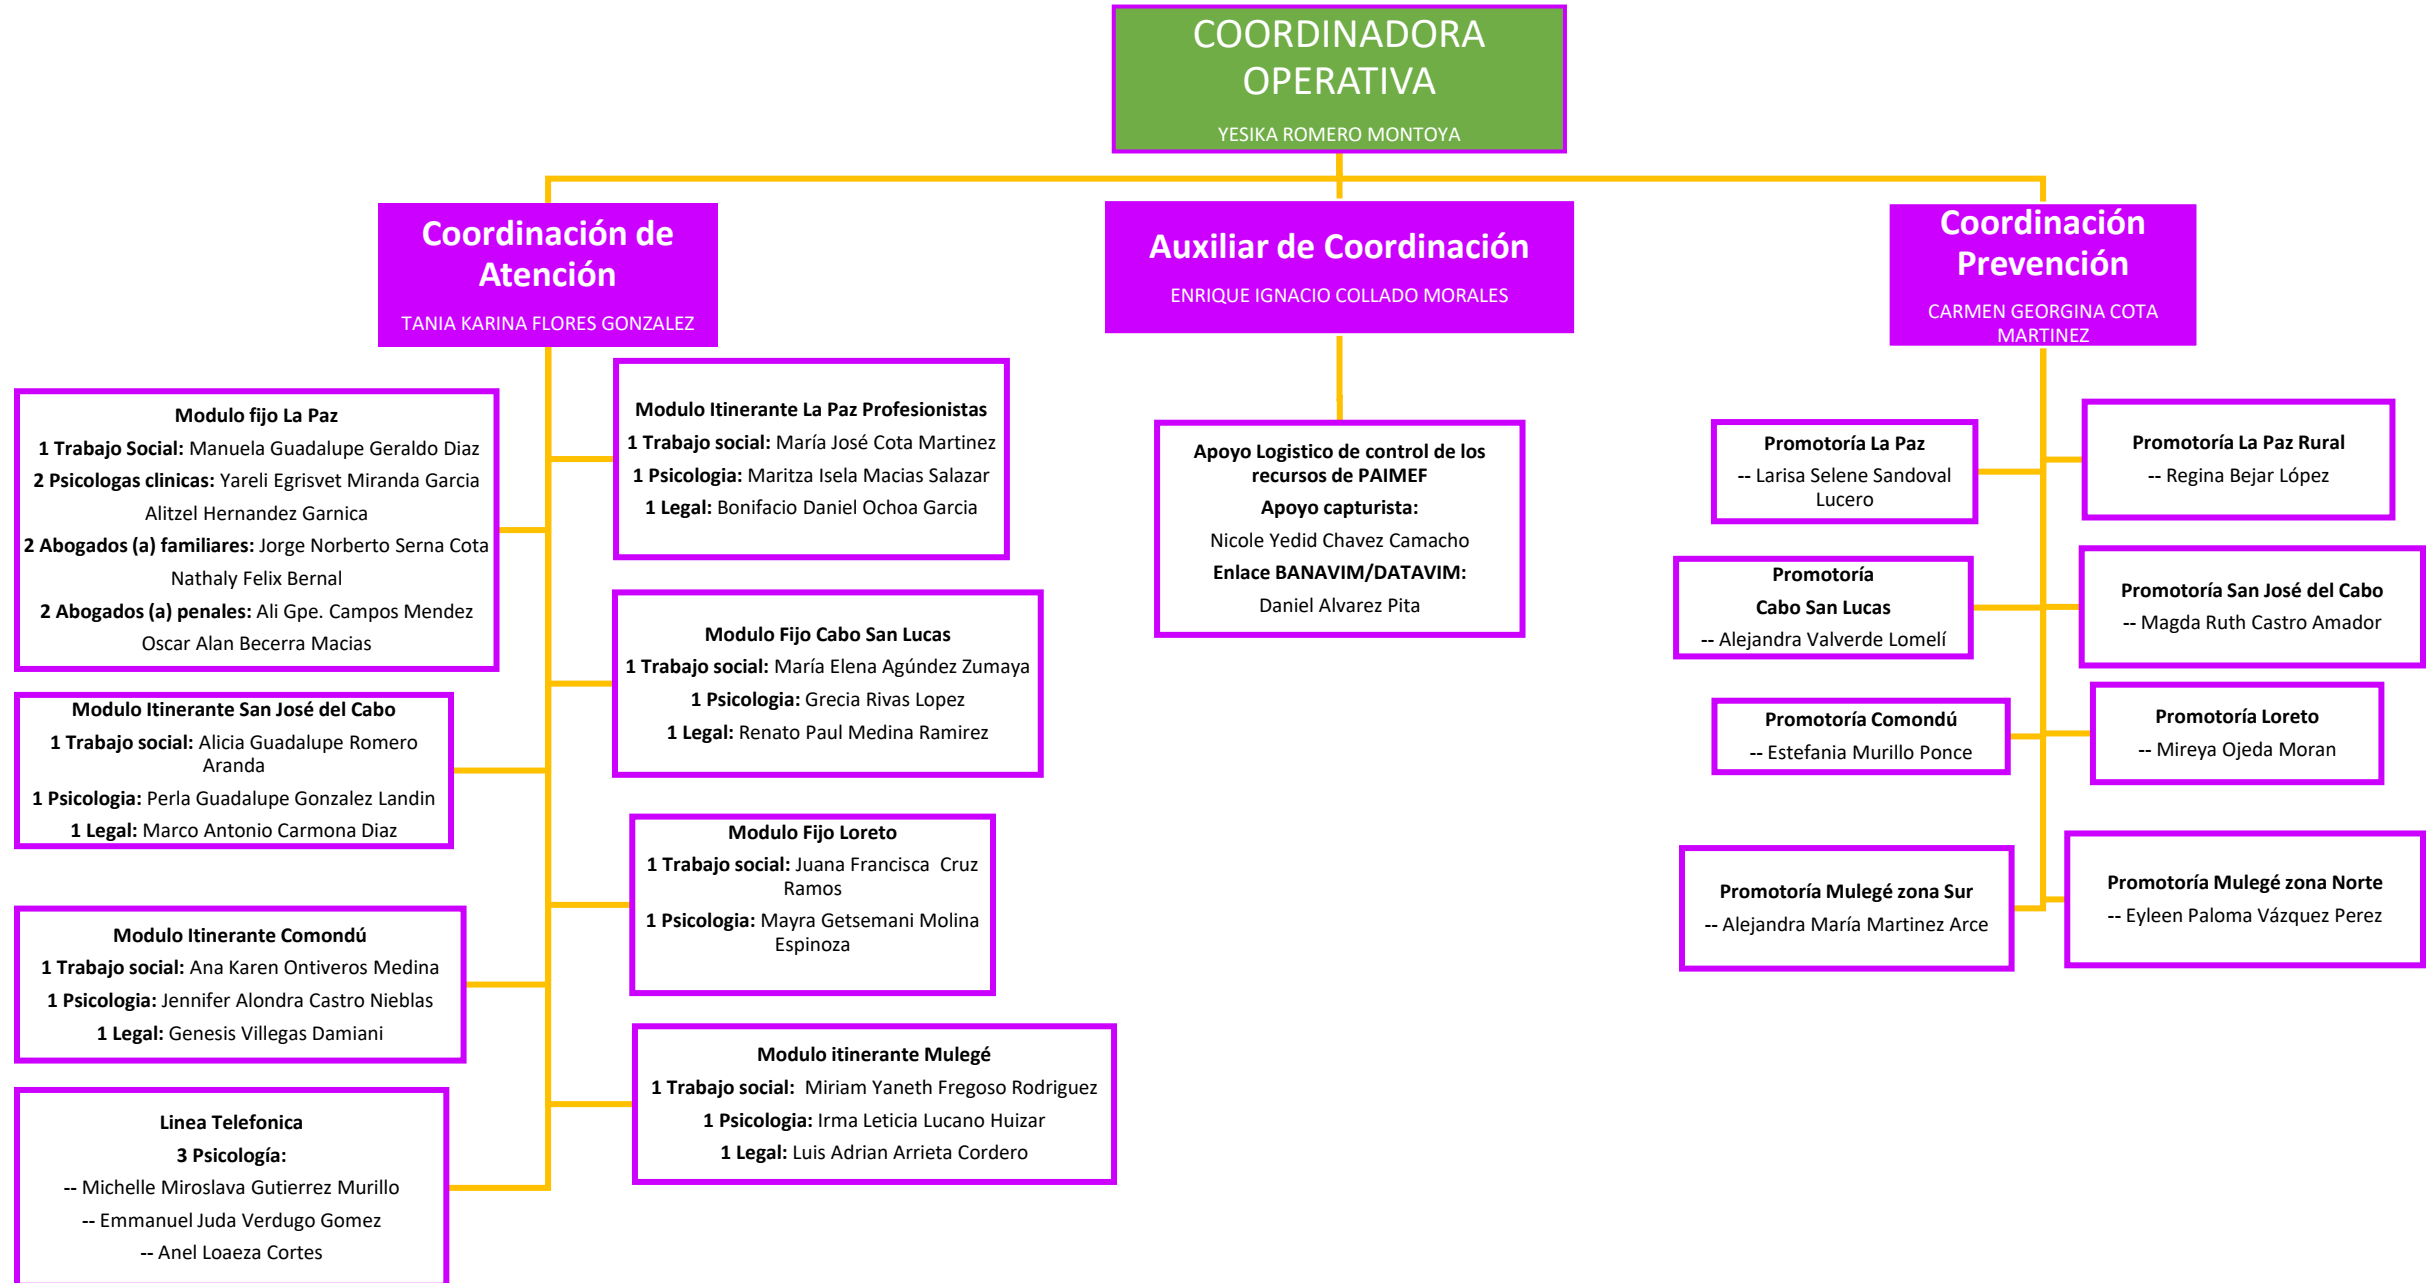 COORDINADORA
OPERATIVA
YESIKA ROMERO MONTOYA
Coordinación de
Atención
TANIA KARINA FLORES GONZALEZ
Auxiliar de Coordinación
ENRIQUE IGNACIO COLLADO MORALES
Coordinación
Prevención
CARMEN GEORGINA COTA
MARTINEZ
Modulo fijo La Paz
1 Trabajo Social: Manuela Guadalupe Geraldo Diaz
2 Psicologas clinicas: Yareli Egrisvet Miranda Garcia
Alitzel Hernandez Garnica
2 Abogados (a) familiares: Jorge Norberto Serna Cota
Nathaly Felix Bernal
2 Abogados (a) penales: Ali Gpe. Campos Mendez
Oscar Alan Becerra Macias
Modulo Itinerante La Paz Profesionistas
1 Trabajo social: María José Cota Martinez
1 Psicologia: Maritza Isela Macias Salazar
1 Legal: Bonifacio Daniel Ochoa Garcia
Modulo Fijo Cabo San Lucas
1 Trabajo social: María Elena Agúndez Zumaya
1 Psicologia: Grecia Rivas Lopez
1 Legal: Renato Paul Medina Ramirez
Modulo Itinerante San José del Cabo
1 Trabajo social: Alicia Guadalupe Romero
Aranda
1 Psicologia: Perla Guadalupe Gonzalez Landin
1 Legal: Marco Antonio Carmona Diaz
Modulo Fijo Loreto
1 Trabajo social: Juana Francisca  Cruz
Ramos
1 Psicologia: Mayra Getsemani Molina
Espinoza
Modulo Itinerante Comondú
1 Trabajo social: Ana Karen Ontiveros Medina
1 Psicologia: Jennifer Alondra Castro Nieblas
1 Legal: Genesis Villegas Damiani
Modulo itinerante Mulegé
1 Trabajo social:  Miriam Yaneth Fregoso Rodriguez
1 Psicologia: Irma Leticia Lucano Huizar
1 Legal: Luis Adrian Arrieta Cordero
Linea Telefonica
3 Psicología:
-- Michelle Miroslava Gutierrez Murillo
-- Emmanuel Juda Verdugo Gomez
-- Anel Loaeza Cortes
Apoyo Logistico de control de los
recursos de PAIMEF
Apoyo capturista:
Nicole Yedid Chavez Camacho
Enlace BANAVIM/DATAVIM:
Daniel Alvarez Pita
Promotoría La Paz
-- Larisa Selene Sandoval
Lucero
Promotoría La Paz Rural
-- Regina Bejar López
Promotoría
Cabo San Lucas
-- Alejandra Valverde Lomelí
Promotoría San José del Cabo
-- Magda Ruth Castro Amador
Promotoría Comondú
-- Estefania Murillo Ponce
Promotoría Loreto
-- Mireya Ojeda Moran
Promotoría Mulegé zona Sur
-- Alejandra María Martinez Arce
Promotoría Mulegé zona Norte
-- Eyleen Paloma Vázquez Perez